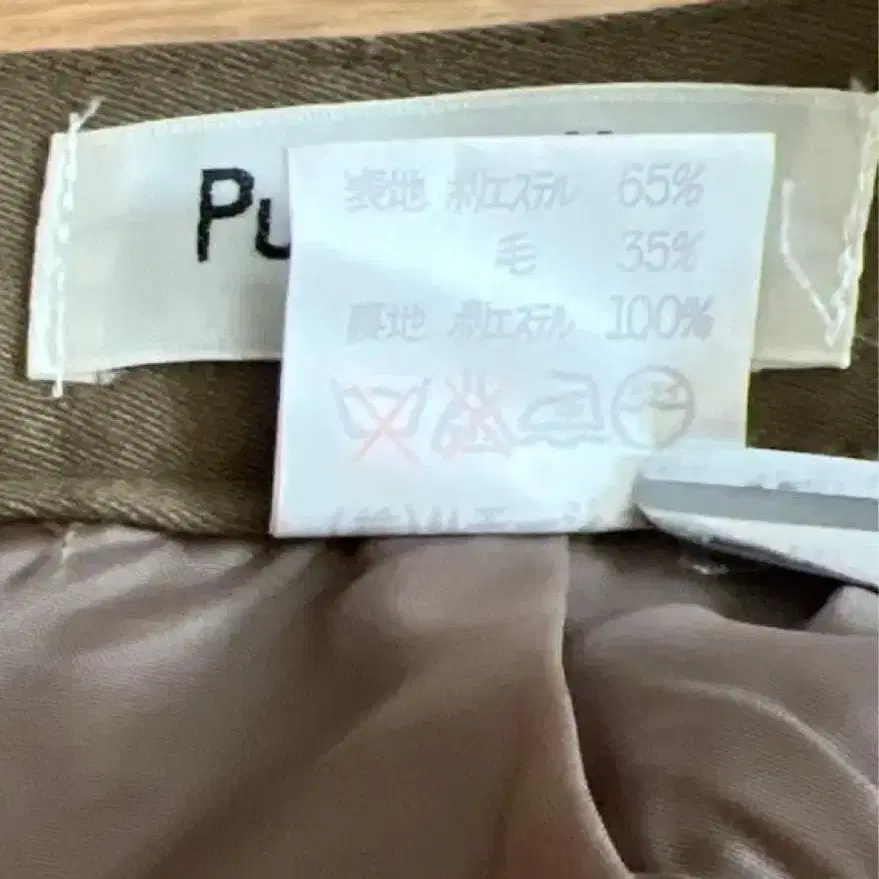 Pu
表地 ポリエステル 65%
毛 35%
裏地 ポリエステル 100%